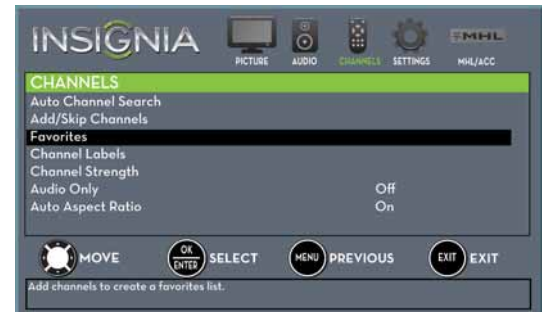 INSIGNIA
PICTURE AUDIO CHANNELS SETTINGS MHL/ACC
MHL
CHANNELS
Auto Channel Search
Add/Skip Channels
Favorites
Channel Labels
Channel Strength
Audio Only Off
Auto Aspect Ratio On
MOVE OK ENTER SELECT MENU PREVIOUS EXIT EXIT
Add channels to create a favorites list.